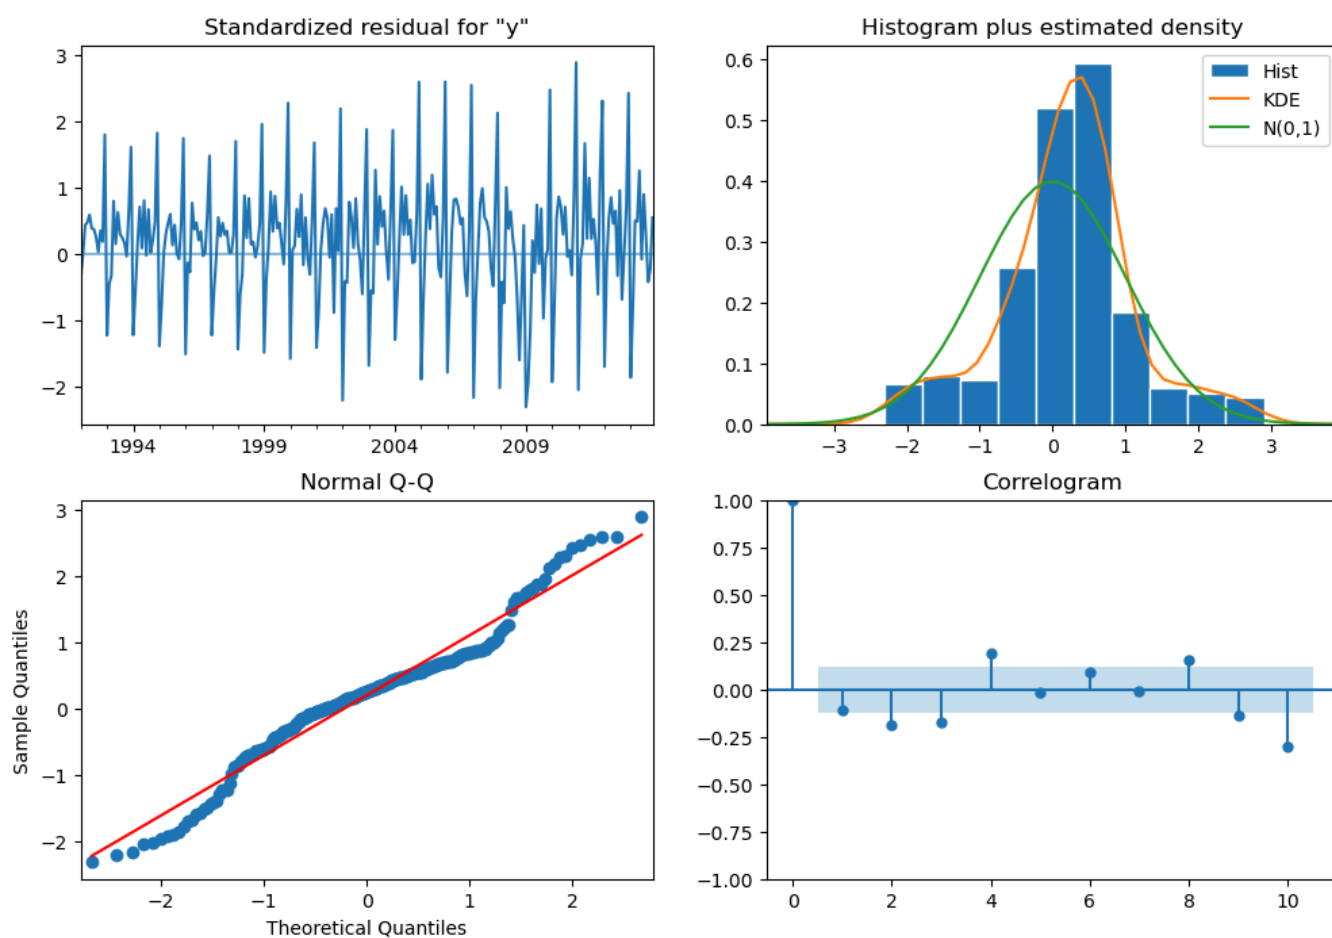 Standardized residual for "y"
3
2
1
0
−1
−2
1994 1999 2004 2009
Histogram plus estimated density
0.6
0.5
0.4
0.3
0.2
0.1
0.0
Hist
KDE
N(0,1)
−3 −2 −1 0 1 2 3
Normal Q-Q
Sample Quantiles
3
2
1
0
−1
−2
−2 −1 0 1 2
Theoretical Quantiles
Correlogram
1.00
0.75
0.50
0.25
0.00
−0.25
−0.50
−0.75
−1.00
0 2 4 6 8 10